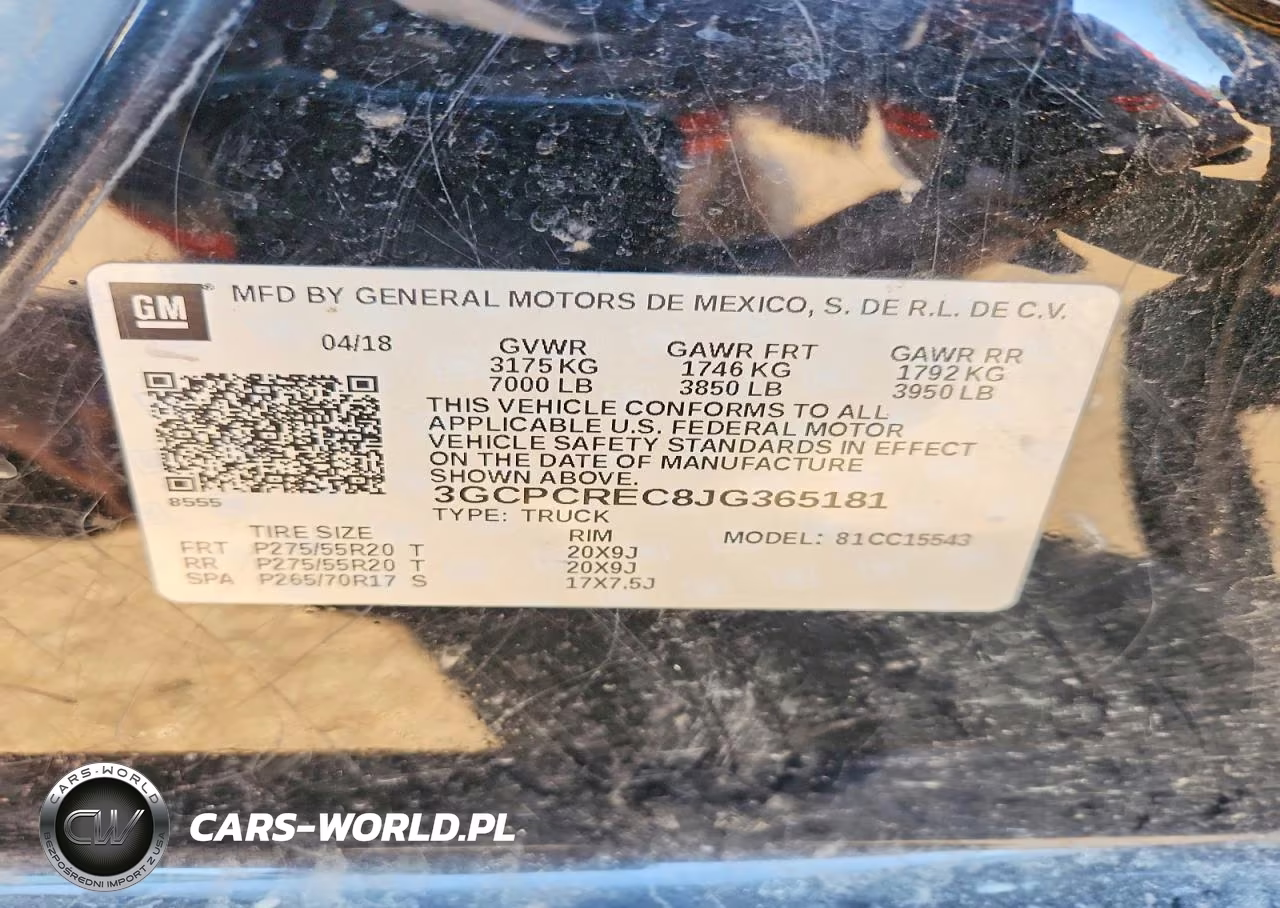 GM
MFD BY GENERAL MOTORS DE MEXICO, S. DE R.L. DE C.V.
04/18 GVWR GAWR FRT GAWR RR
3175 KG 1746 KG 1792 KG
7000 LB 3850 LB 3950 LB
THIS VEHICLE CONFORMS TO ALL
APPLICABLE U.S. FEDERAL MOTOR
VEHICLE SAFETY STANDARDS IN EFFECT
ON THE DATE OF MANUFACTURE
SHOWN ABOVE.
8555
3GCPCREC8JG365181
TYPE: TRUCK
TIRE SIZE RIM MODEL: 81CC15543
FRT P275/55R20 T 20X9J
RR P275/55R20 T 20X9J
SPA P265/70R17 S 17X7.5J
CARS-WORLD
CW
BEZPOŚREDNI IMPORT Z USA
CARS-WORLD.PL